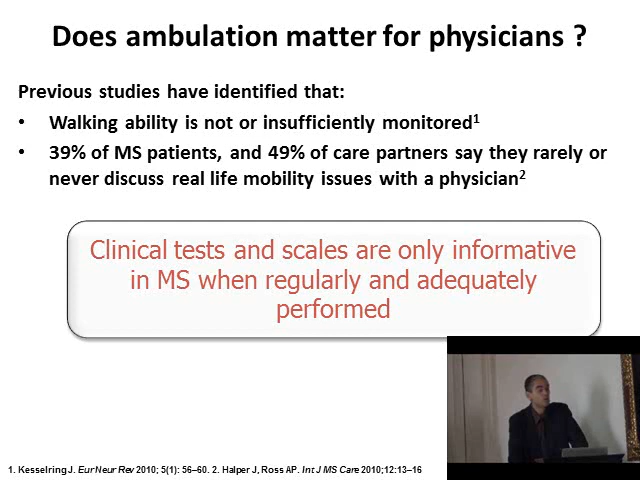 Does ambulation matter for physicians ?
Previous studies have identified that:
• Walking ability is not or insufficiently monitored¹
• 39% of MS patients, and 49% of care partners say they rarely or
never discuss real life mobility issues with a physician²
Clinical tests and scales are only informative
in MS when regularly and adequately
performed
1. Kesselring J. Eur Neur Rev 2010; 5(1): 56–60. 2. Halper J, Ross AP. Int J MS Care 2010;12:13–16